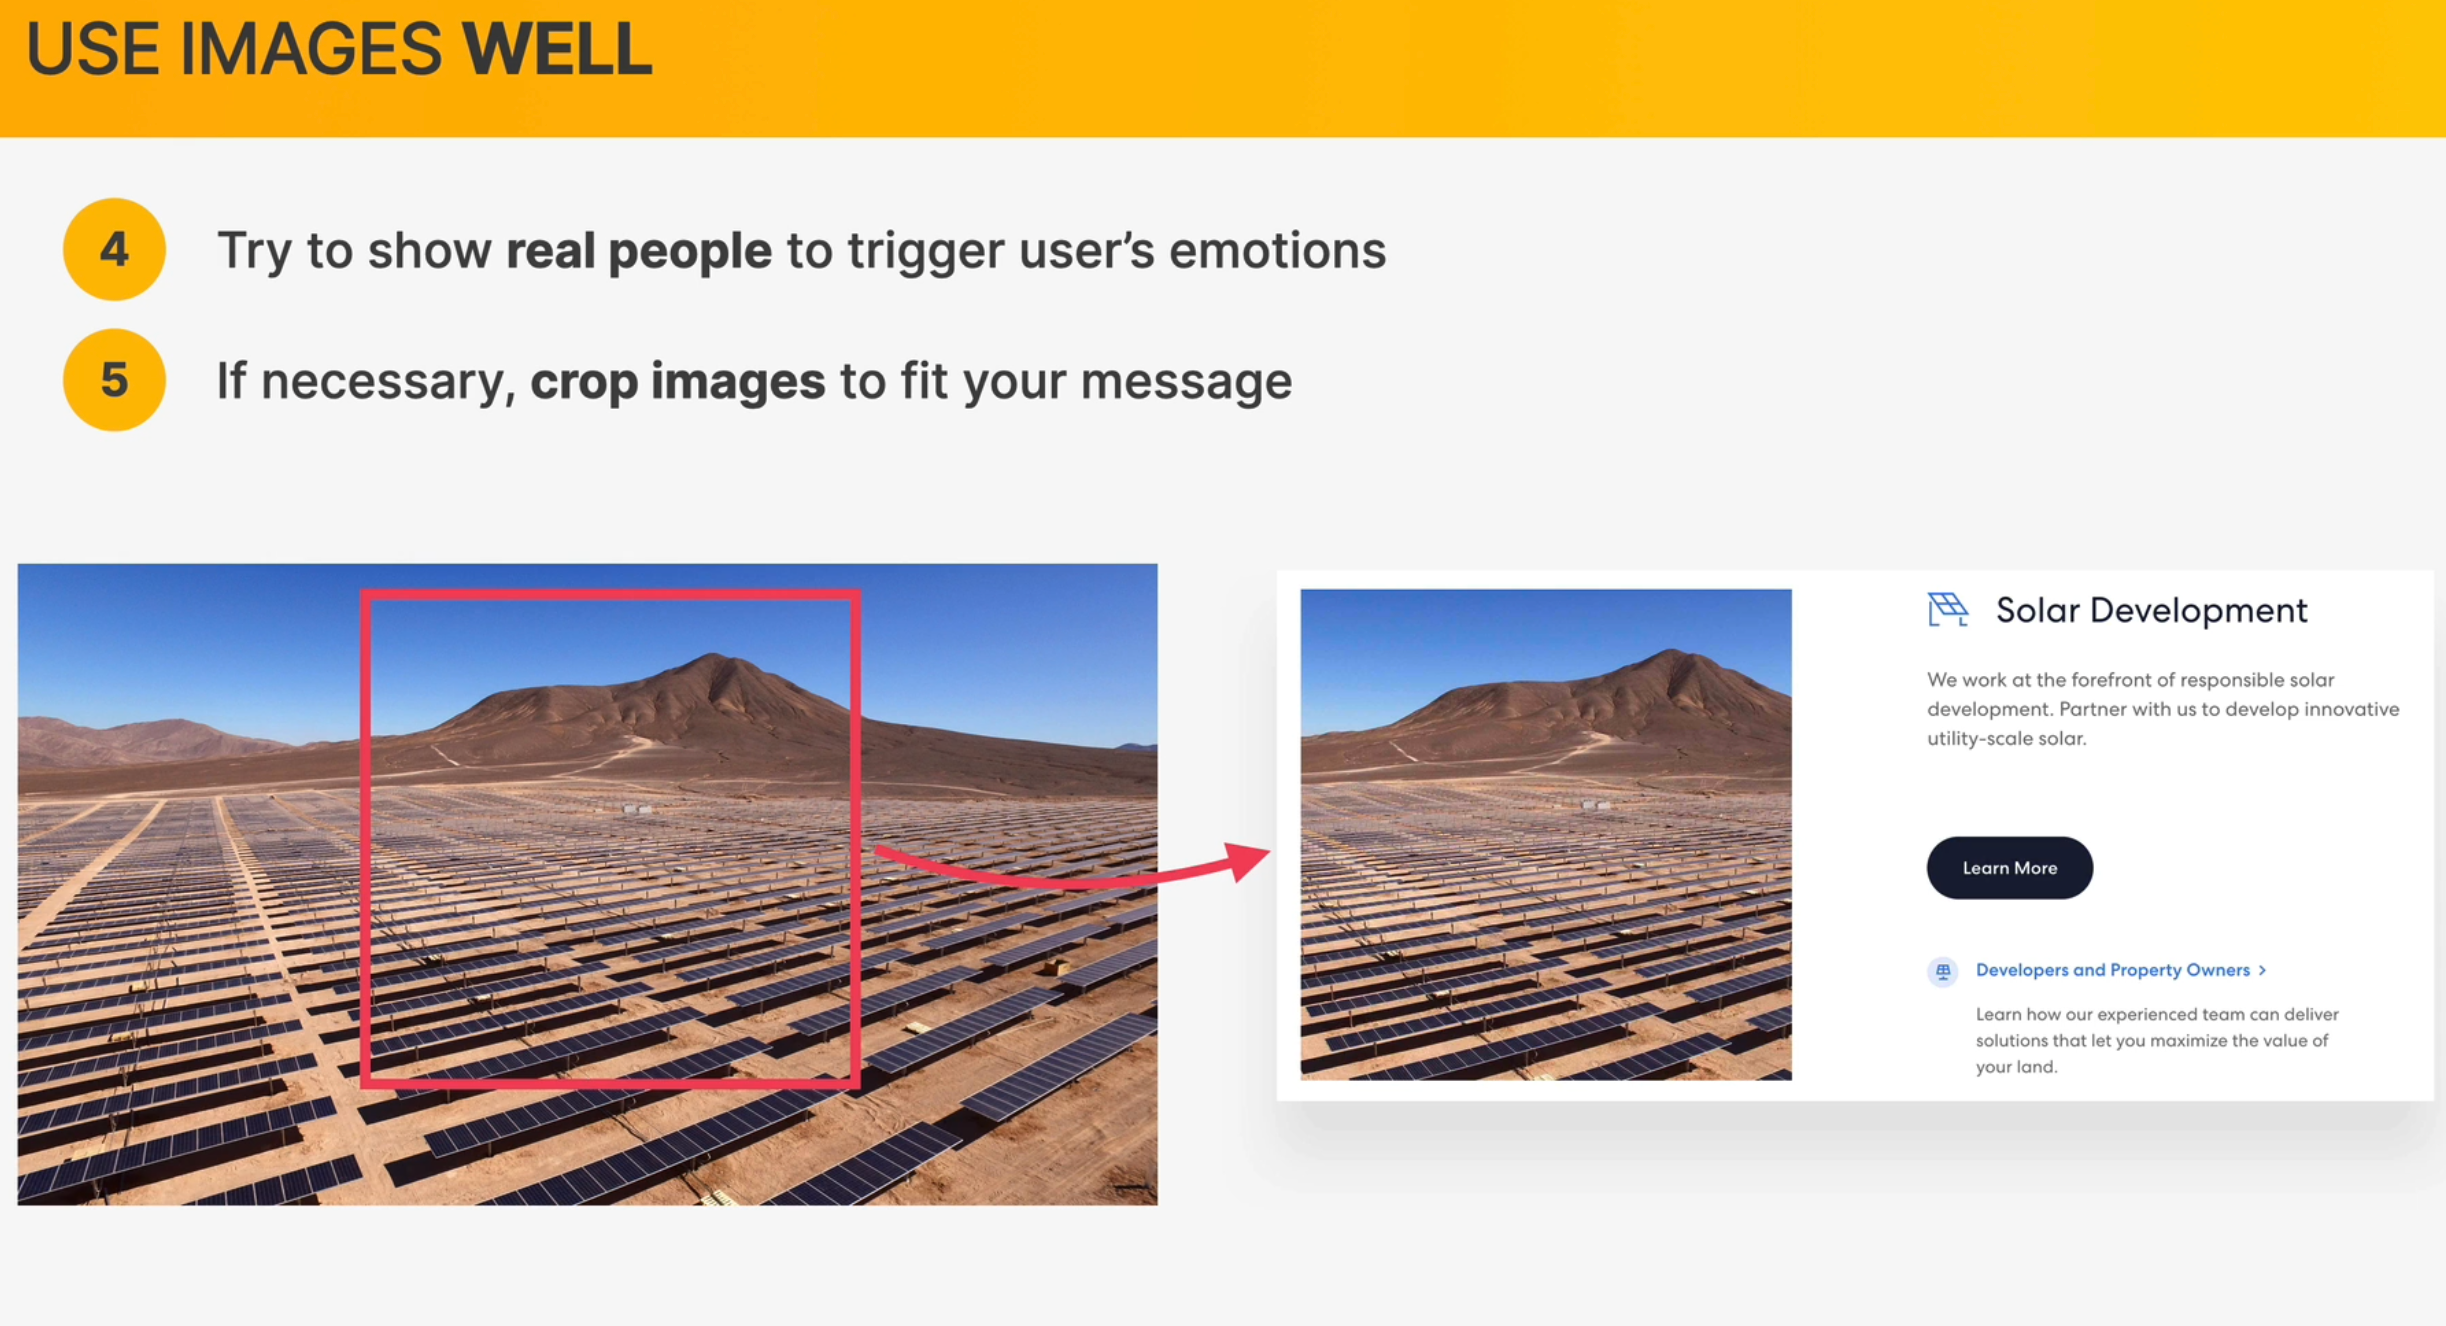 USE IMAGES WELL
4
Try to show real people to trigger user’s emotions
5
If necessary, crop images to fit your message
Solar Development
We work at the forefront of responsible solar
development. Partner with us to develop innovative
utility-scale solar.
Learn More
Developers and Property Owners >
Learn how our experienced team can deliver
solutions that let you maximize the value of
your land.